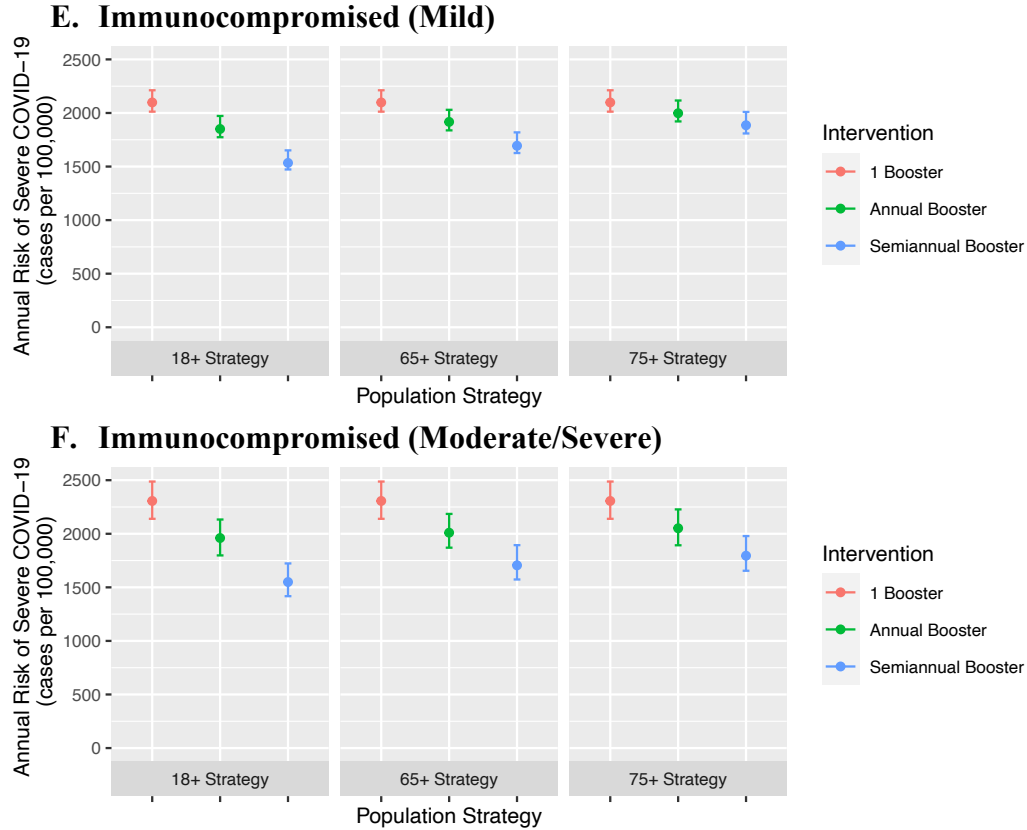 E. Immunocompromised (Mild)
Annual Risk of Severe COVID−19
(cases per 100,000)
2500
2000
1500
1000
500
0
18+ Strategy
65+ Strategy
75+ Strategy
Population Strategy
Intervention
1 Booster
Annual Booster
Semiannual Booster
F. Immunocompromised (Moderate/Severe)
Annual Risk of Severe COVID−19
(cases per 100,000)
2500
2000
1500
1000
500
0
18+ Strategy
65+ Strategy
75+ Strategy
Population Strategy
Intervention
1 Booster
Annual Booster
Semiannual Booster